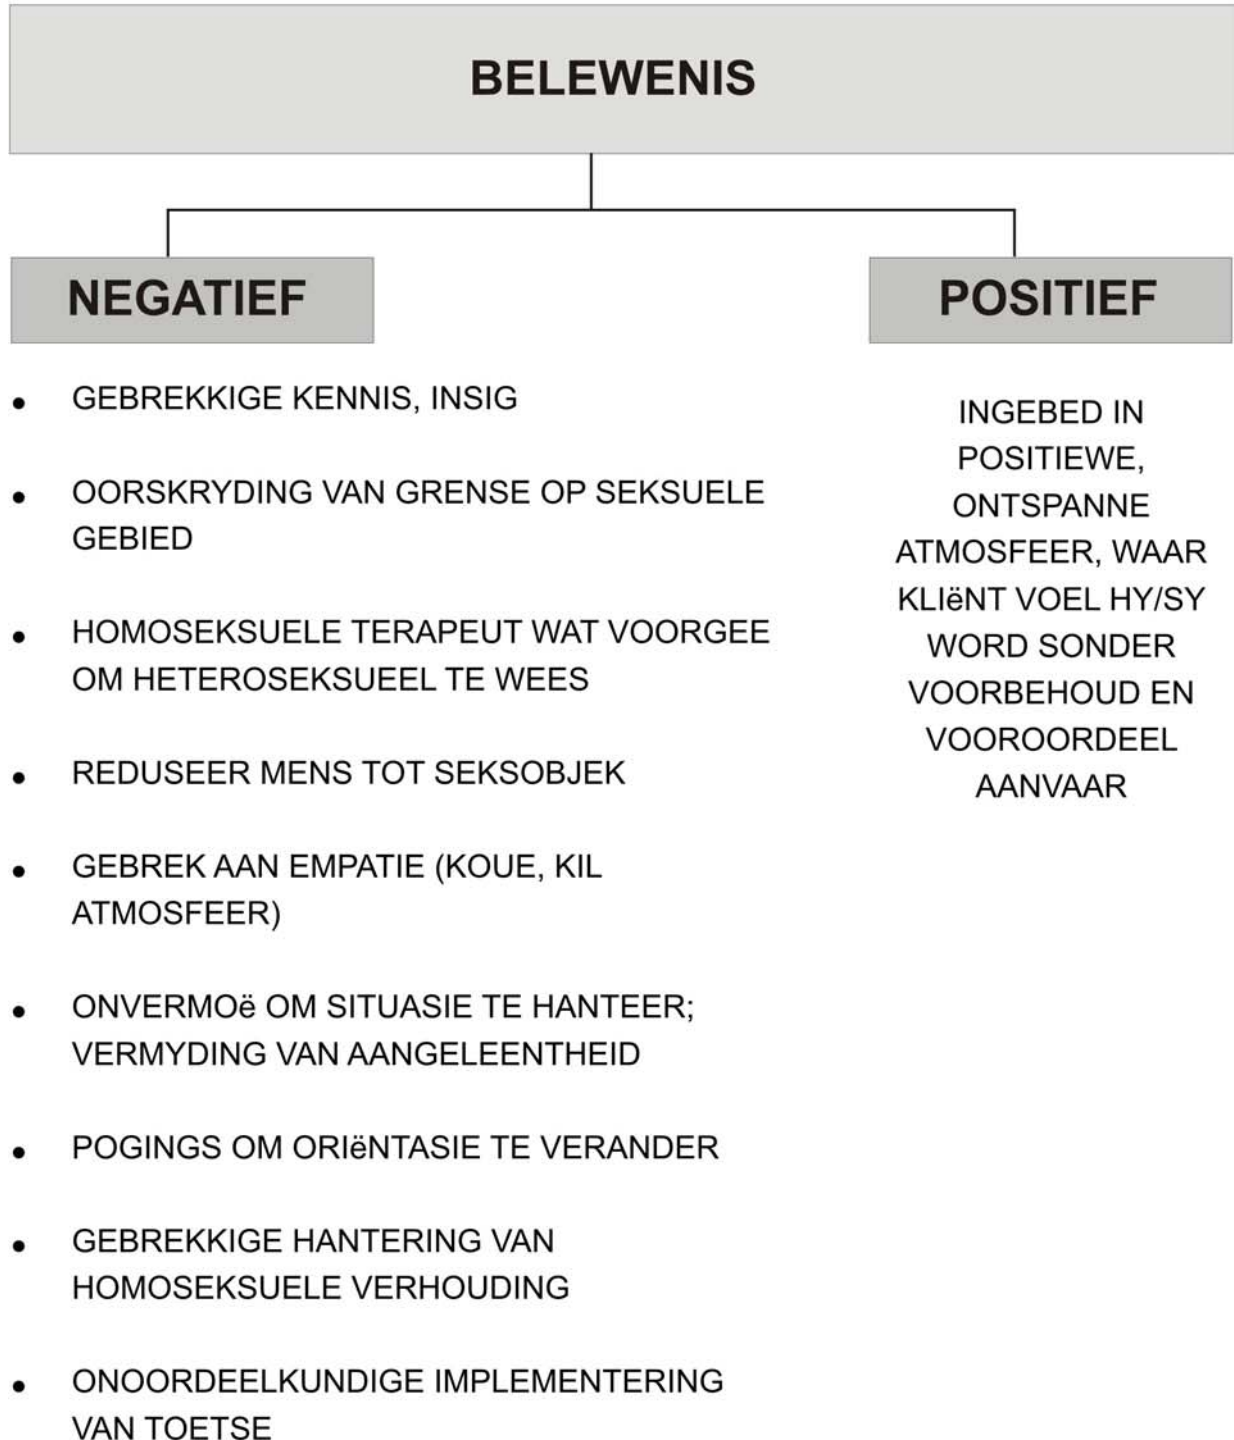 BELEWENIS
NEGATIEF
• GEBREKKIGE KENNIS, INSIG
• OORSKRYDING VAN GRENSE OP SEKSUELE
GEBIED
• HOMOSEKSUELE TERAPEUT WAT VOORGEE
OM HETEROSEKSUEEL TE WEES
• REDUSEER MENS TOT SEKSOBJEK
• GEBREK AAN EMPATIE (KOUE, KIL
ATMOSFEER)
• ONVERMOë OM SITUASIE TE HANTEER;
VERMYDING VAN AANGELEENTHEID
• POGINGS OM ORIëNTASIE TE VERANDER
• GEBREKKIGE HANTERING VAN
HOMOSEKSUELE VERHOUDING
• ONOORDEELKUNDIGE IMPLEMENTERING
VAN TOETSE
POSITIEF
INGEBED IN
POSITIEWE,
ONTSPANNE
ATMOSFEER, WAAR
KLIëNT VOEL HY/SY
WORD SONDER
VOORBEHOUD EN
VOOROORDEEL
AANVAAR